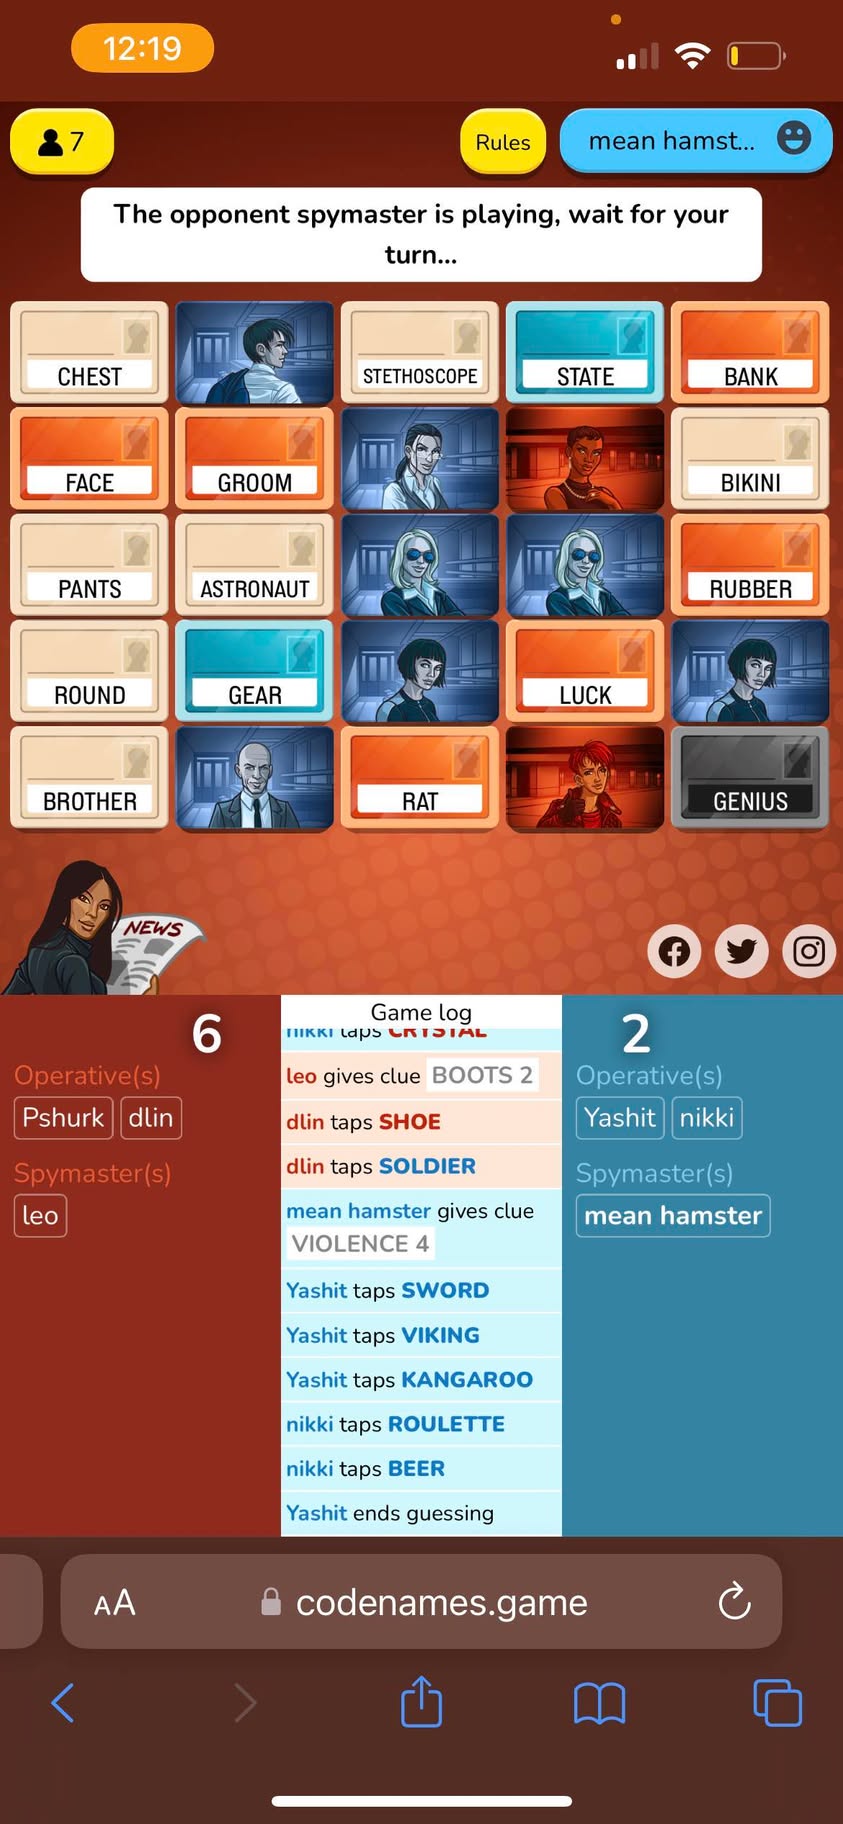 12:19
7
Rules
mean hamst...
The opponent spymaster is playing, wait for your
turn...
CHEST
STETHOSCOPE
STATE
BANK
FACE
GROOM
BIKINI
PANTS
ASTRONAUT
RUBBER
ROUND
GEAR
LUCK
BROTHER
RAT
GENIUS
NEWS
6
Operative(s)
Pshurk
dlin
Spymaster(s)
leo
Game log
nikki taps CRYSTAL
leo gives clue BOOTS 2
dlin taps SHOE
dlin taps SOLDIER
mean hamster gives clue
VIOLENCE 4
Yashit taps SWORD
Yashit taps VIKING
Yashit taps KANGAROO
nikki taps ROULETTE
nikki taps BEER
Yashit ends guessing
2
Operative(s)
Yashit
nikki
Spymaster(s)
mean hamster
AA
codenames.game